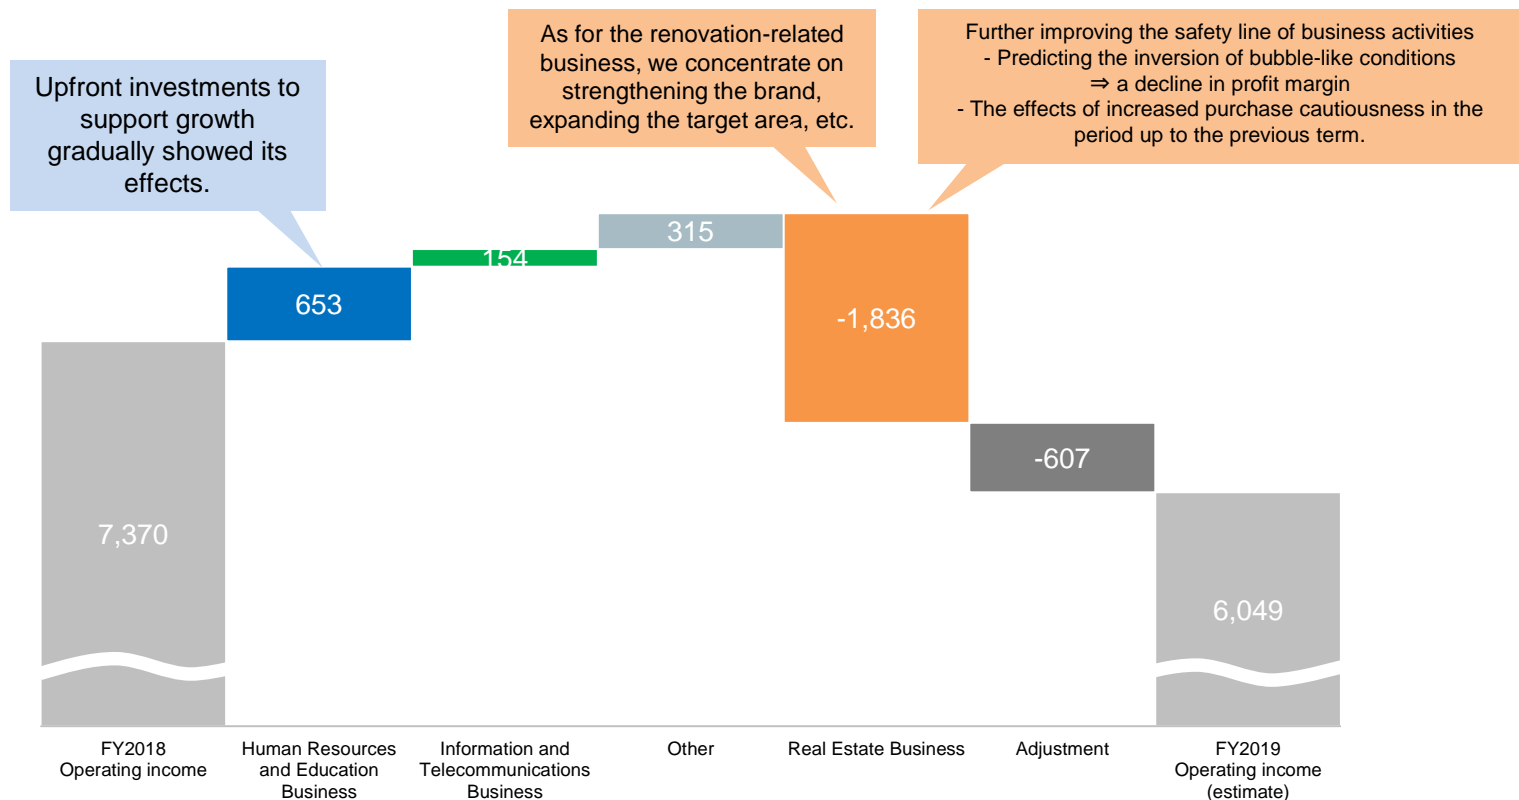 Upfront investments to
support growth
gradually showed its
effects.
As for the renovation-related
business, we concentrate on
strengthening the brand,
expanding the target area, etc.
Further improving the safety line of business activities
- Predicting the inversion of bubble-like conditions
⇒ a decline in profit margin
- The effects of increased purchase cautiousness in the
period up to the previous term.
7,370
653
154
315
-1,836
-607
6,049
FY2018
Operating income
Human Resources
and Education
Business
Information and
Telecommunications
Business
Other
Real Estate Business
Adjustment
FY2019
Operating income
(estimate)